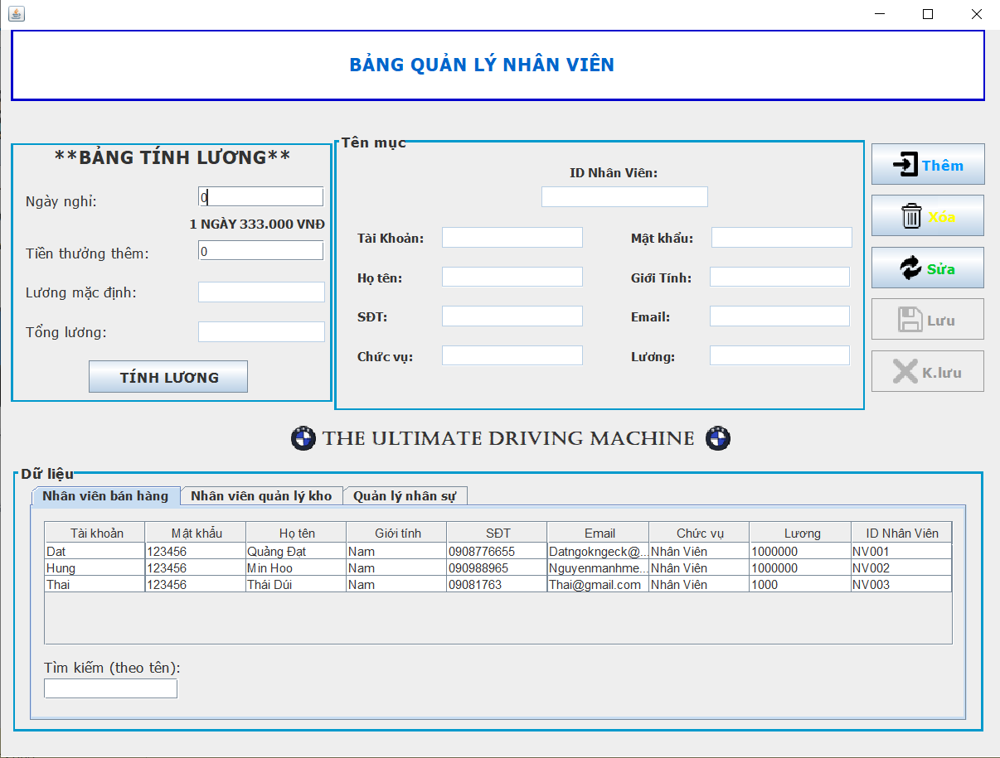 BẢNG QUẢN LÝ NHÂN VIÊN
**BẢNG TÍNH LƯƠNG**
Ngày nghỉ:
0
1 NGÀY 333.000 VNĐ
Tiền thưởng thêm:
0
Lương mặc định:
Tổng lương:
TÍNH LƯƠNG
Tên mục
ID Nhân Viên:
Tài Khoản:
Mật khẩu:
Họ tên:
Giới Tính:
SĐT:
Email:
Chức vụ:
Lương:
Thêm
Xóa
Sửa
Lưu
K.lưu
THE ULTIMATE DRIVING MACHINE
Dữ liệu
Nhân viên bán hàng Nhân viên quản lý kho Quản lý nhân sự
Tài khoản Mật khẩu Họ tên Giới tính SĐT Email Chức vụ Lương ID Nhân Viên
Dat 123456 Quảng Đạt Nam 0908776655 Datngokngeck@... Nhân Viên 1000000 NV001
Hung 123456 Min Hoo Nam 090988965 Nguyenmanhme... Nhân Viên 1000000 NV002
Thai 123456 Thái Dúi Nam 09081763 Thai@gmail.com Nhân Viên 1000 NV003
Tìm kiếm (theo tên):